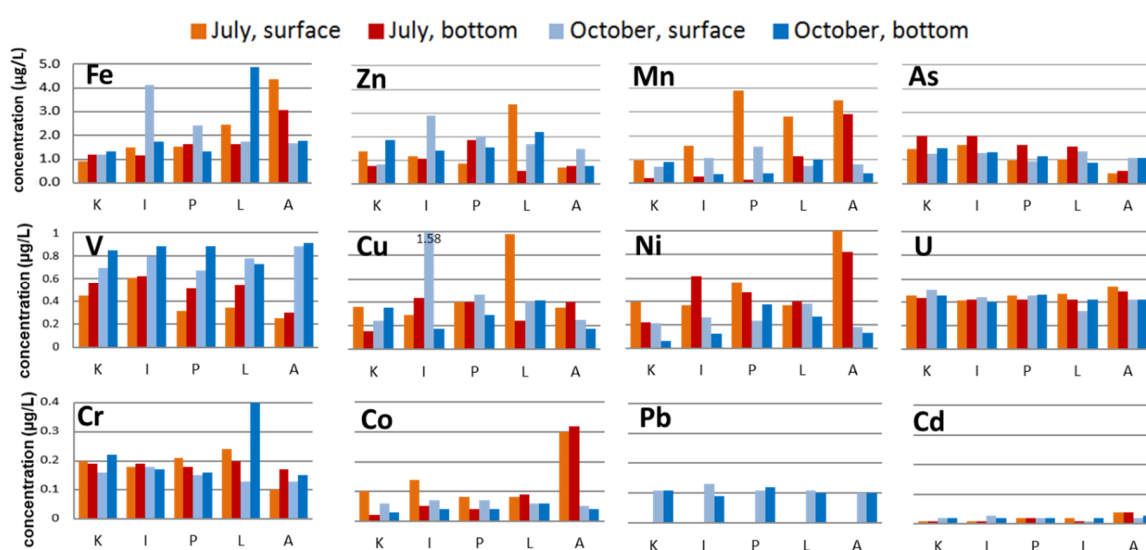 July, surface July, bottom October, surface October, bottom
concentration (µg/L)
5.0
4.0
3.0
2.0
1.0
0.0
Fe
K I P L A
Zn
K I P L A
Mn
K I P L A
As
K I P L A
concentration (µg/L)
1
0.8
0.6
0.4
0.2
0
V
K I P L A
Cu
1.58
K I P L A
Ni
K I P L A
U
K I P L A
concentration (µg/L)
0.4
0.3
0.2
0.1
0
Cr
K I P L A
Co
K I P L A
Pb
K I P L A
Cd
K I P L A